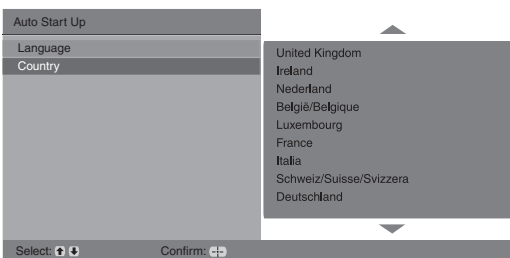 Auto Start Up
Language
Country
United Kingdom
Ireland
Nederland
België/Belgique
Luxembourg
France
Italia
Schweiz/Suisse/Svizzera
Deutschland
Select: Confirm: